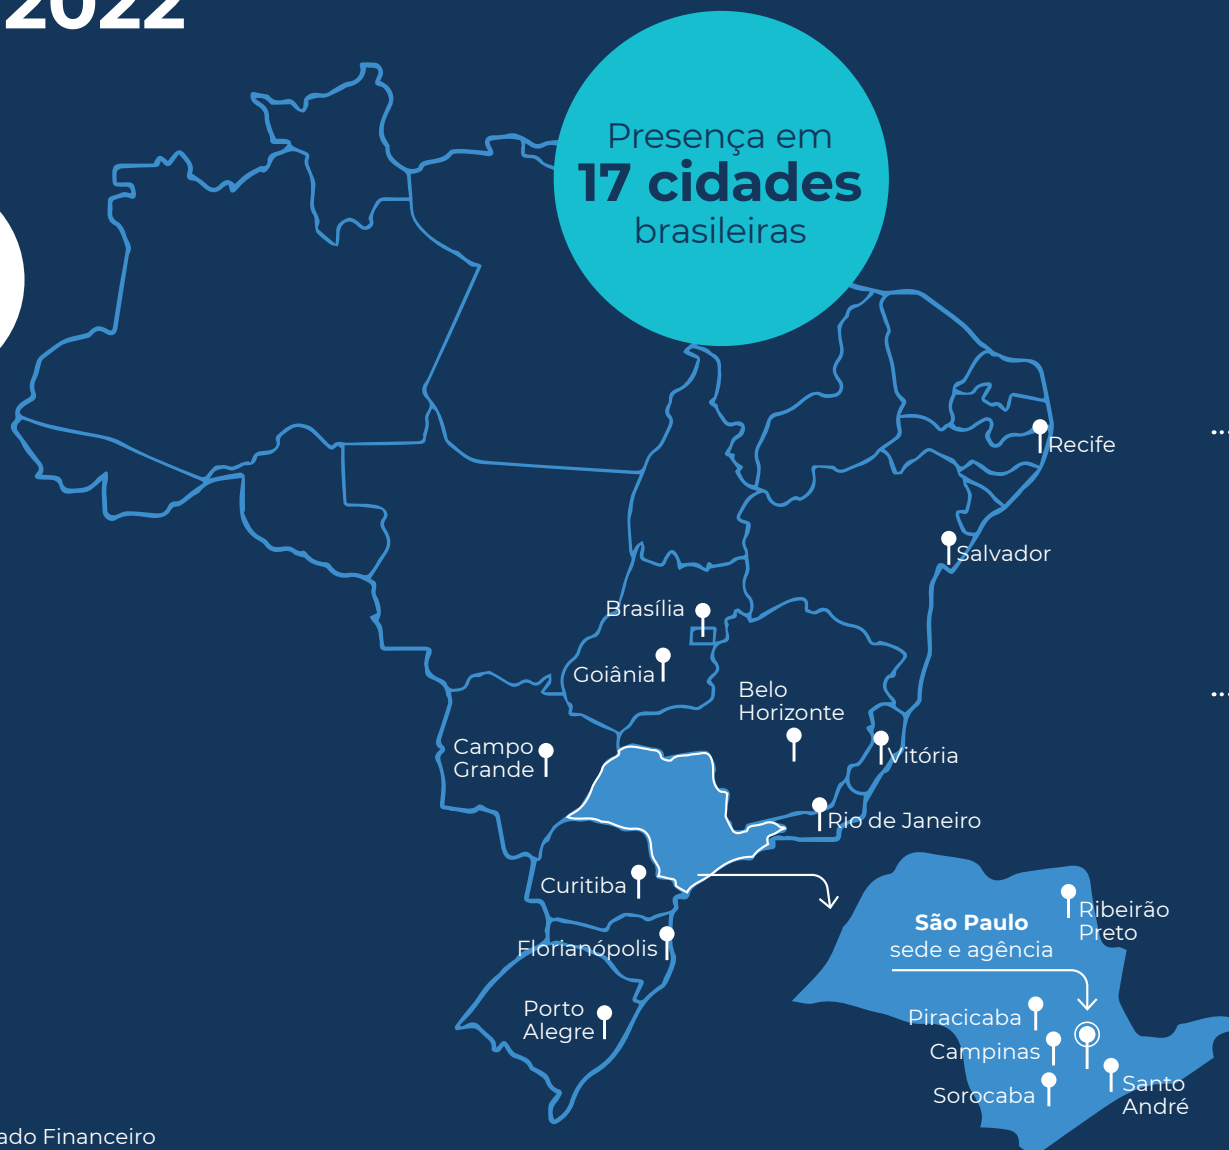 2022
Presença em
17 cidades
brasileiras
Recife
Salvador
Brasília
Goiânia
Belo
Horizonte
Campo
Grande
Vitória
Rio de Janeiro
Curitiba
Florianópolis
Porto
Alegre
São Paulo
sede e agência
Ribeirão
Preto
Piracicaba
Campinas
Sorocaba
Santo
André
Financeiro